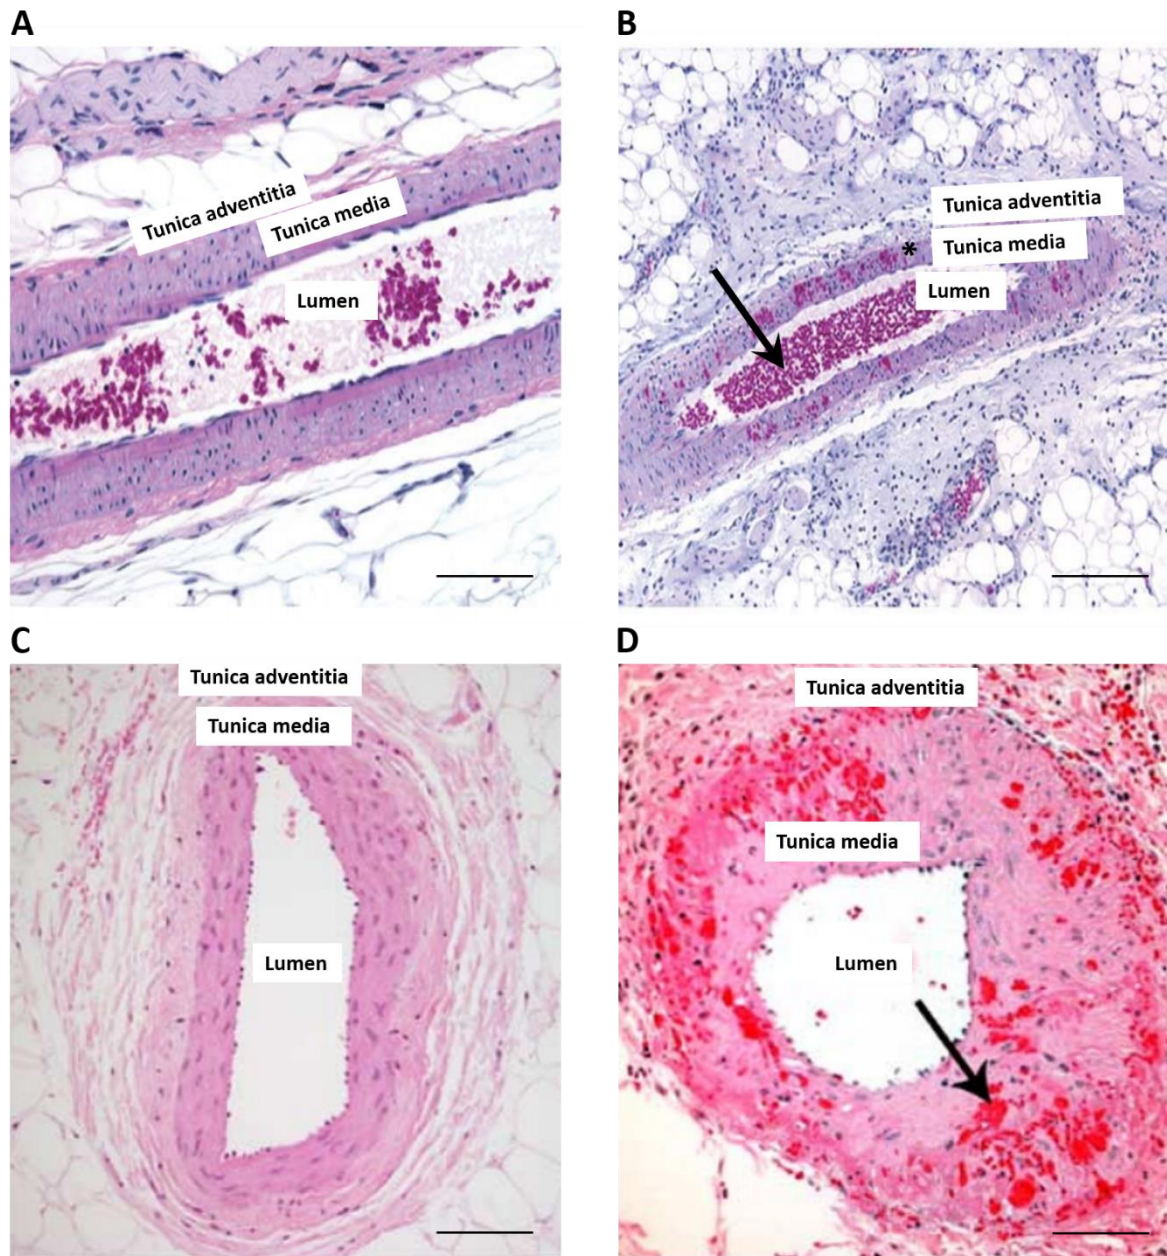 A
B
Tunica adventitia
Tunica media
Lumen
Tunica adventitia
*
Tunica media
Lumen
C
D
Tunica adventitia
Tunica media
Lumen
Tunica adventitia
Tunica media
Lumen